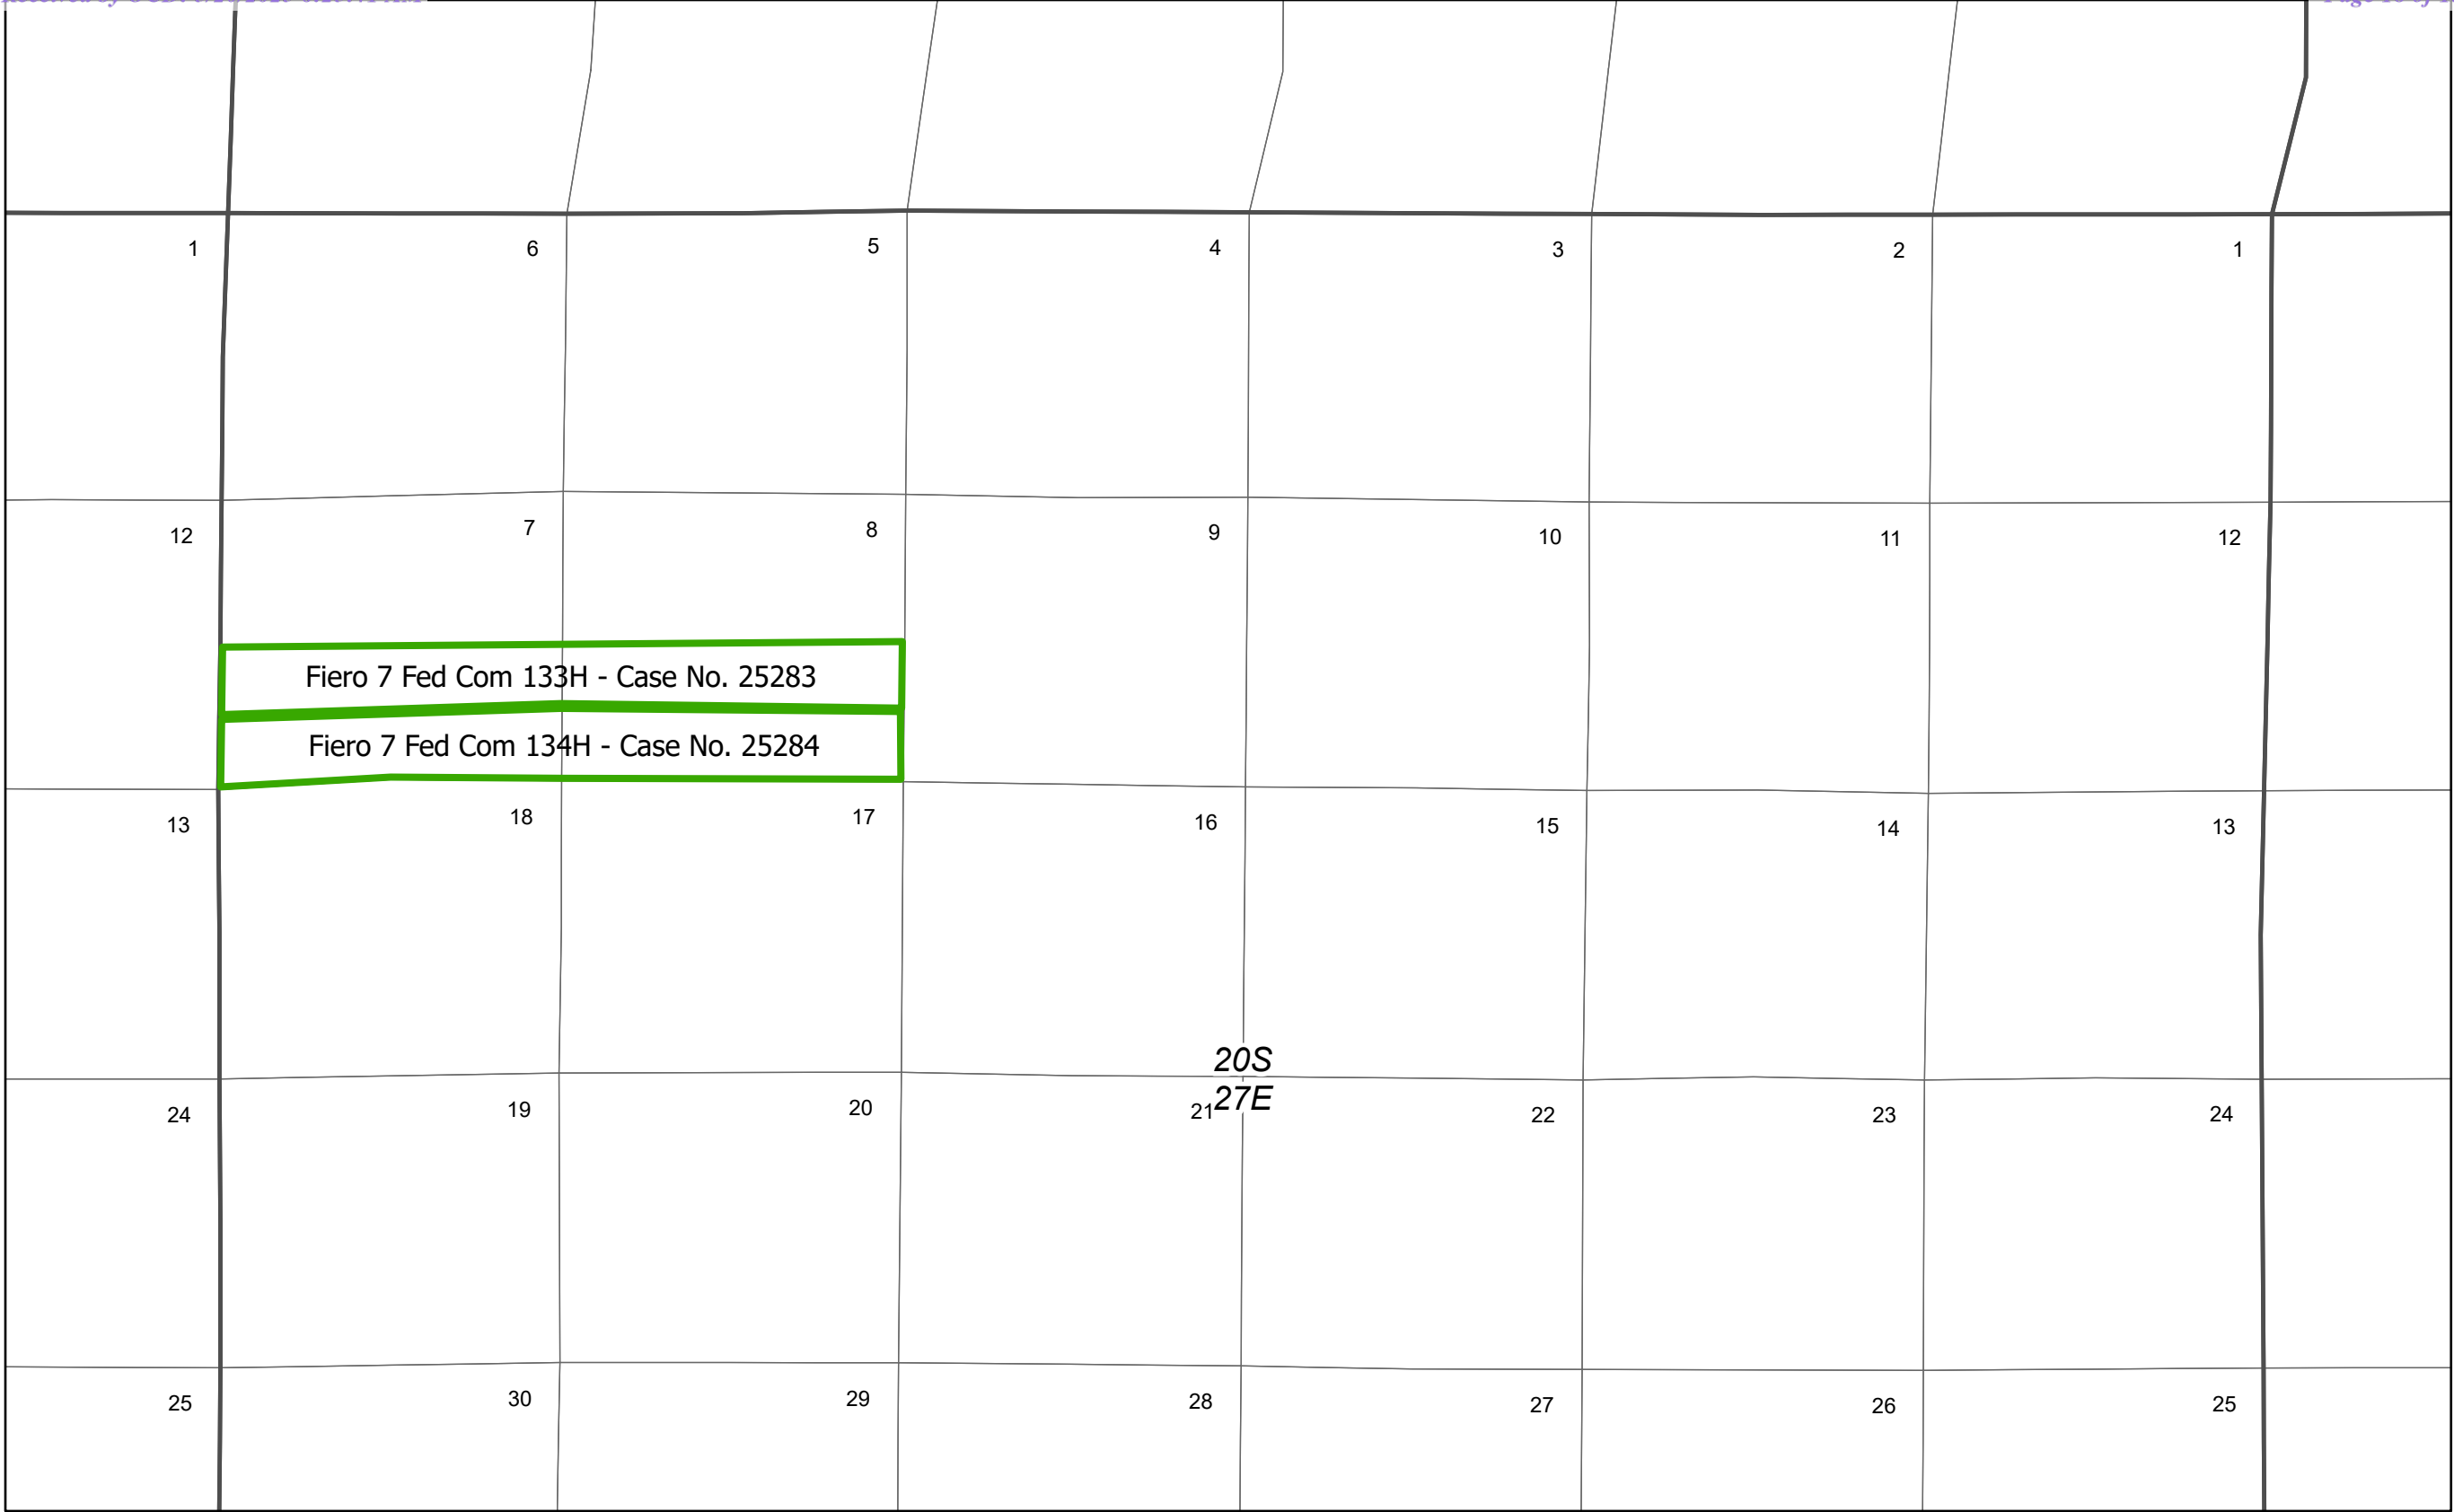 1 6 5 4 3 2 1
12 7 8 9 10 11 12
Fiero 7 Fed Com 133H - Case No. 25283
Fiero 7 Fed Com 134H - Case No. 25284
13 18 17 16 15 14 13
20S
27E
24 19 20 21 22 23 24
25 30 29 28 27 26 25